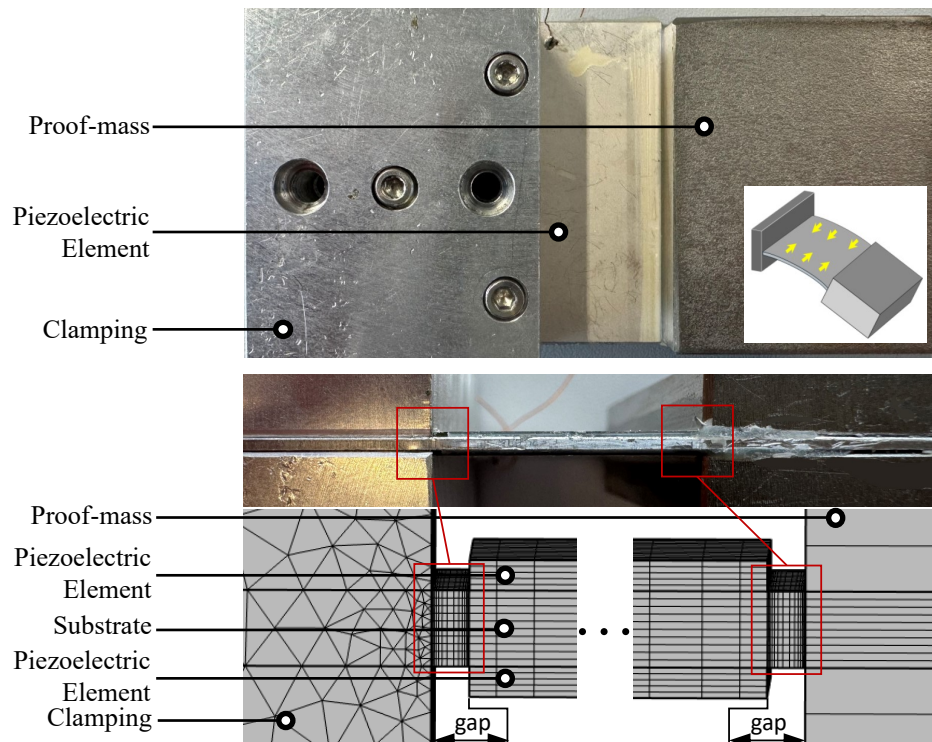 Proof-mass
Piezoelectric
Element
Clamping
Proof-mass
Piezoelectric
Element
Substrate
Piezoelectric
Element
Clamping
gap
gap